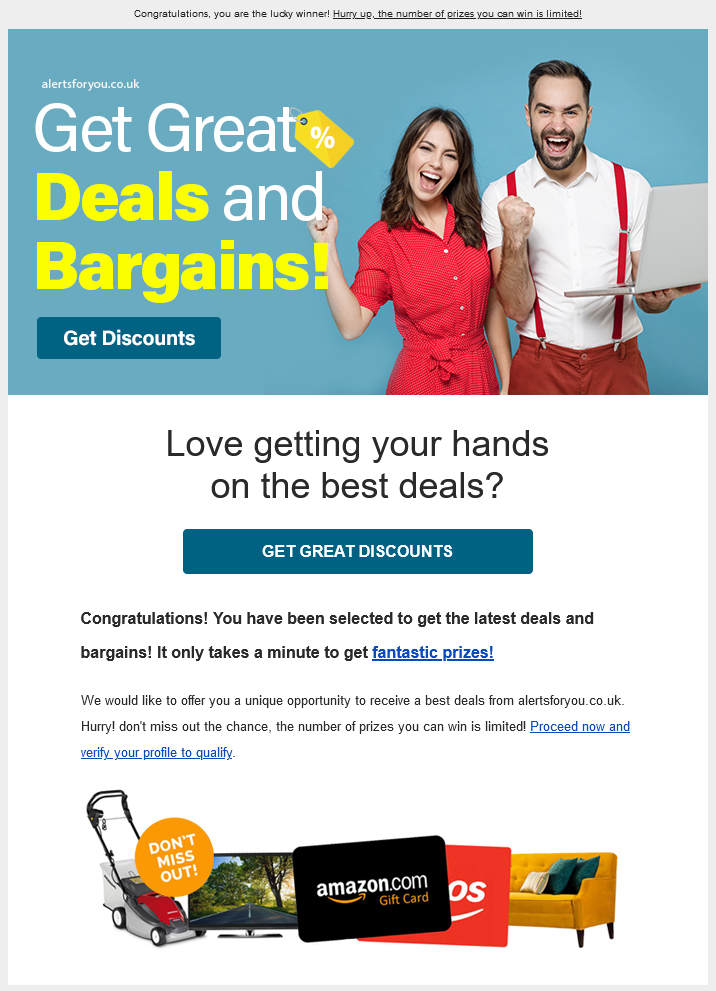 Congratulations, you are the lucky winner! Hurry up, the number of prizes you can win is limited!
alertsforyou.co.uk
Get Great
%
Deals and
Bargains!
Get Discounts
Love getting your hands
on the best deals?
GET GREAT DISCOUNTS
Congratulations! You have been selected to get the latest deals and
bargains! It only takes a minute to get fantastic prizes!
We would like to offer you a unique opportunity to receive a best deals from alertsforyou.co.uk.
Hurry! don't miss out the chance, the number of prizes you can win is limited! Proceed now and
verify your profile to qualify.
DON'T
MISS
OUT!
amazon.com
Gift Card
os